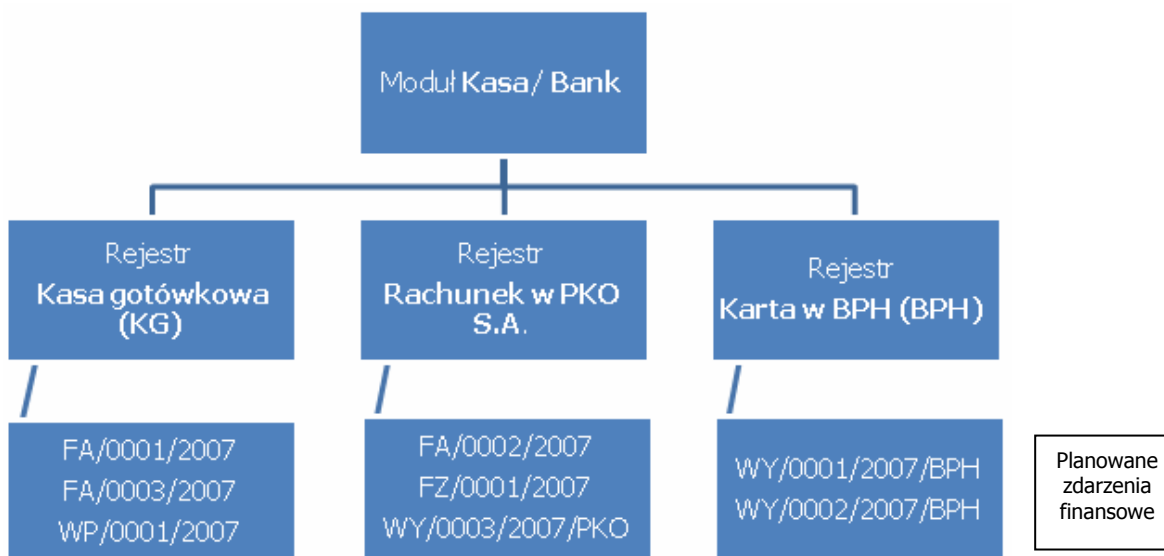 Moduł Kasa/ Bank
Rejestr
Kasa gotówkowa
(KG)
Rejestr
Rachunek w PKO
S.A.
Rejestr
Karta w BPH (BPH)
FA/0001/2007
FA/0003/2007
WP/0001/2007
FA/0002/2007
FZ/0001/2007
WY/0003/2007/PKO
WY/0001/2007/BPH
WY/0002/2007/BPH
Planowane
zdarzenia
finansowe